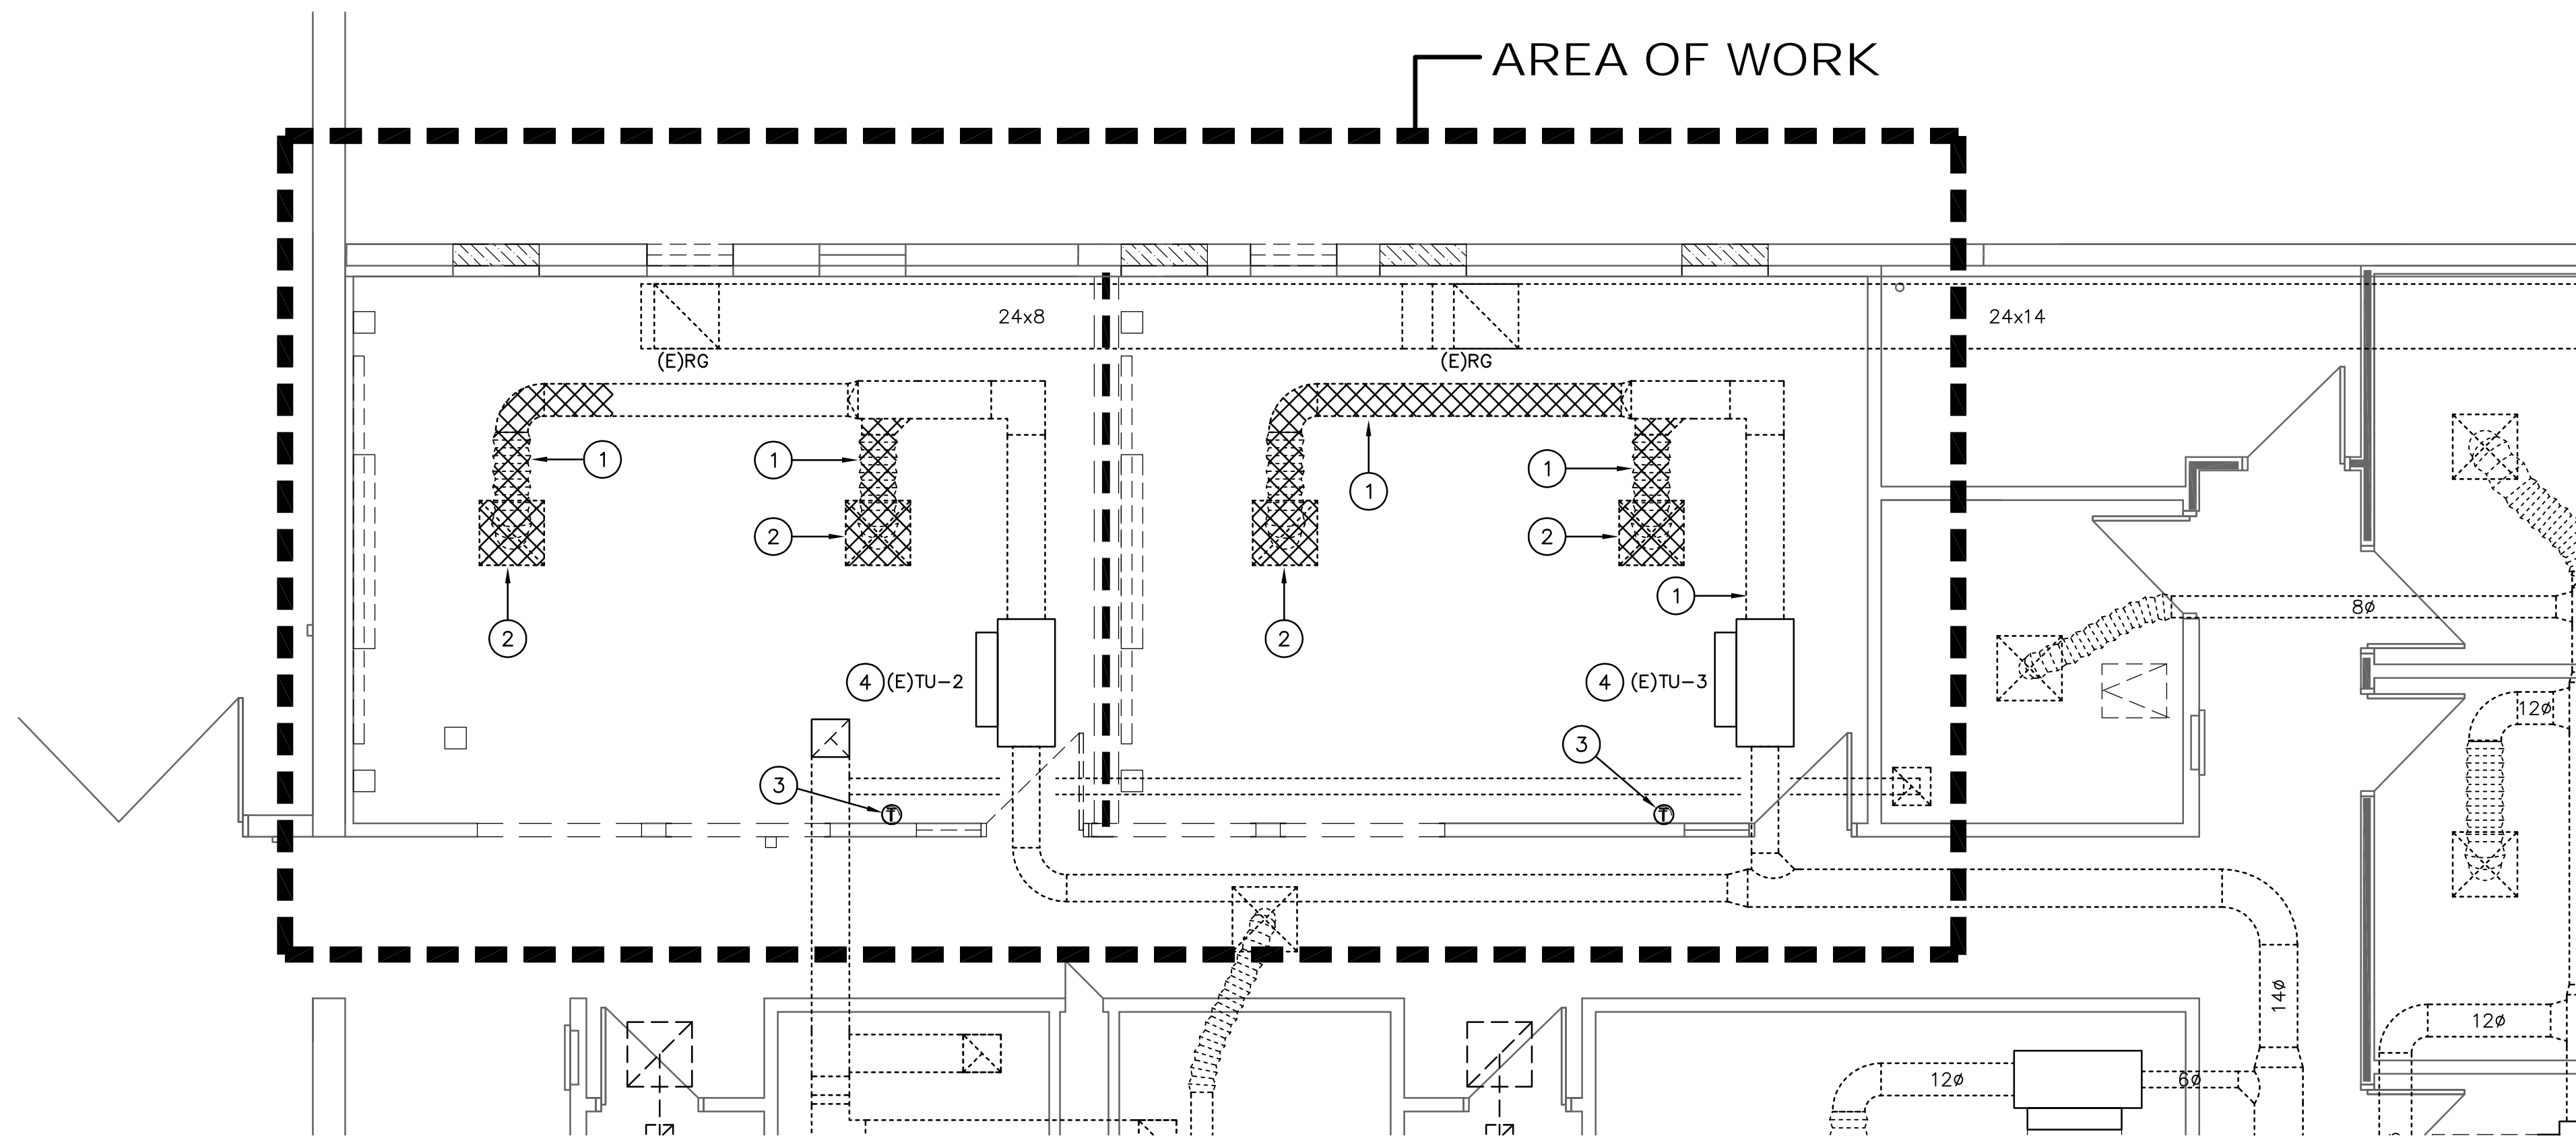 AREA OF WORK
24x8
24x14
(E)RG
(E)RG
1
1
1
1
2
2
1
2
2
8ø
4 (E)TU-2
4 (E)TU-3
12ø
3
3
T
T
14ø
12ø
12ø
6ø